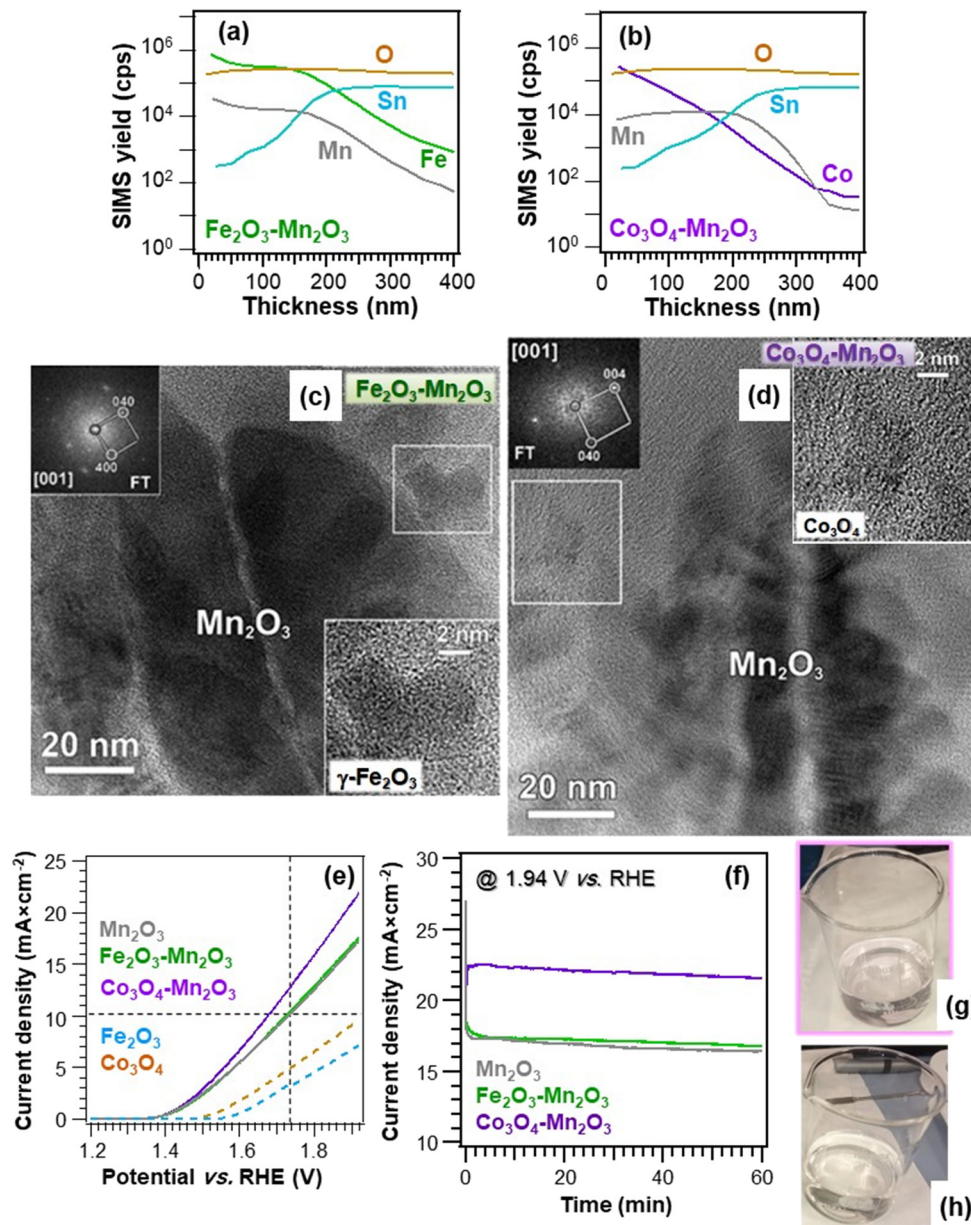 (a)
SIMS yield (cps)
10⁶
10⁴
10²
10⁰
O
Sn
Mn
Fe
Fe₂O₃-Mn₂O₃
0 100 200 300 400
Thickness (nm)
(b)
SIMS yield (cps)
10⁶
10⁴
10²
10⁰
O
Sn
Mn
Co
Co₃O₄-Mn₂O₃
0 100 200 300 400
Thickness (nm)
(c)
Fe₂O₃-Mn₂O₃
040
400
[001]
FT
Mn₂O₃
20 nm
2 nm
γ-Fe₂O₃
(d)
Co₃O₄-Mn₂O₃
[001]
004
040
FT
2 nm
Co₃O₄
Mn₂O₃
20 nm
(e)
Current density (mA×cm⁻²)
25
20
15
10
5
0
Mn₂O₃
Fe₂O₃-Mn₂O₃
Co₃O₄-Mn₂O₃
Fe₂O₃
Co₃O₄
1.2 1.4 1.6 1.8
Potential vs. RHE (V)
(f)
Current density (mA×cm⁻²)
30
25
20
15
10
@ 1.94 V vs. RHE
Mn₂O₃
Fe₂O₃-Mn₂O₃
Co₃O₄-Mn₂O₃
0 20 40 60
Time (min)
(g)
(h)